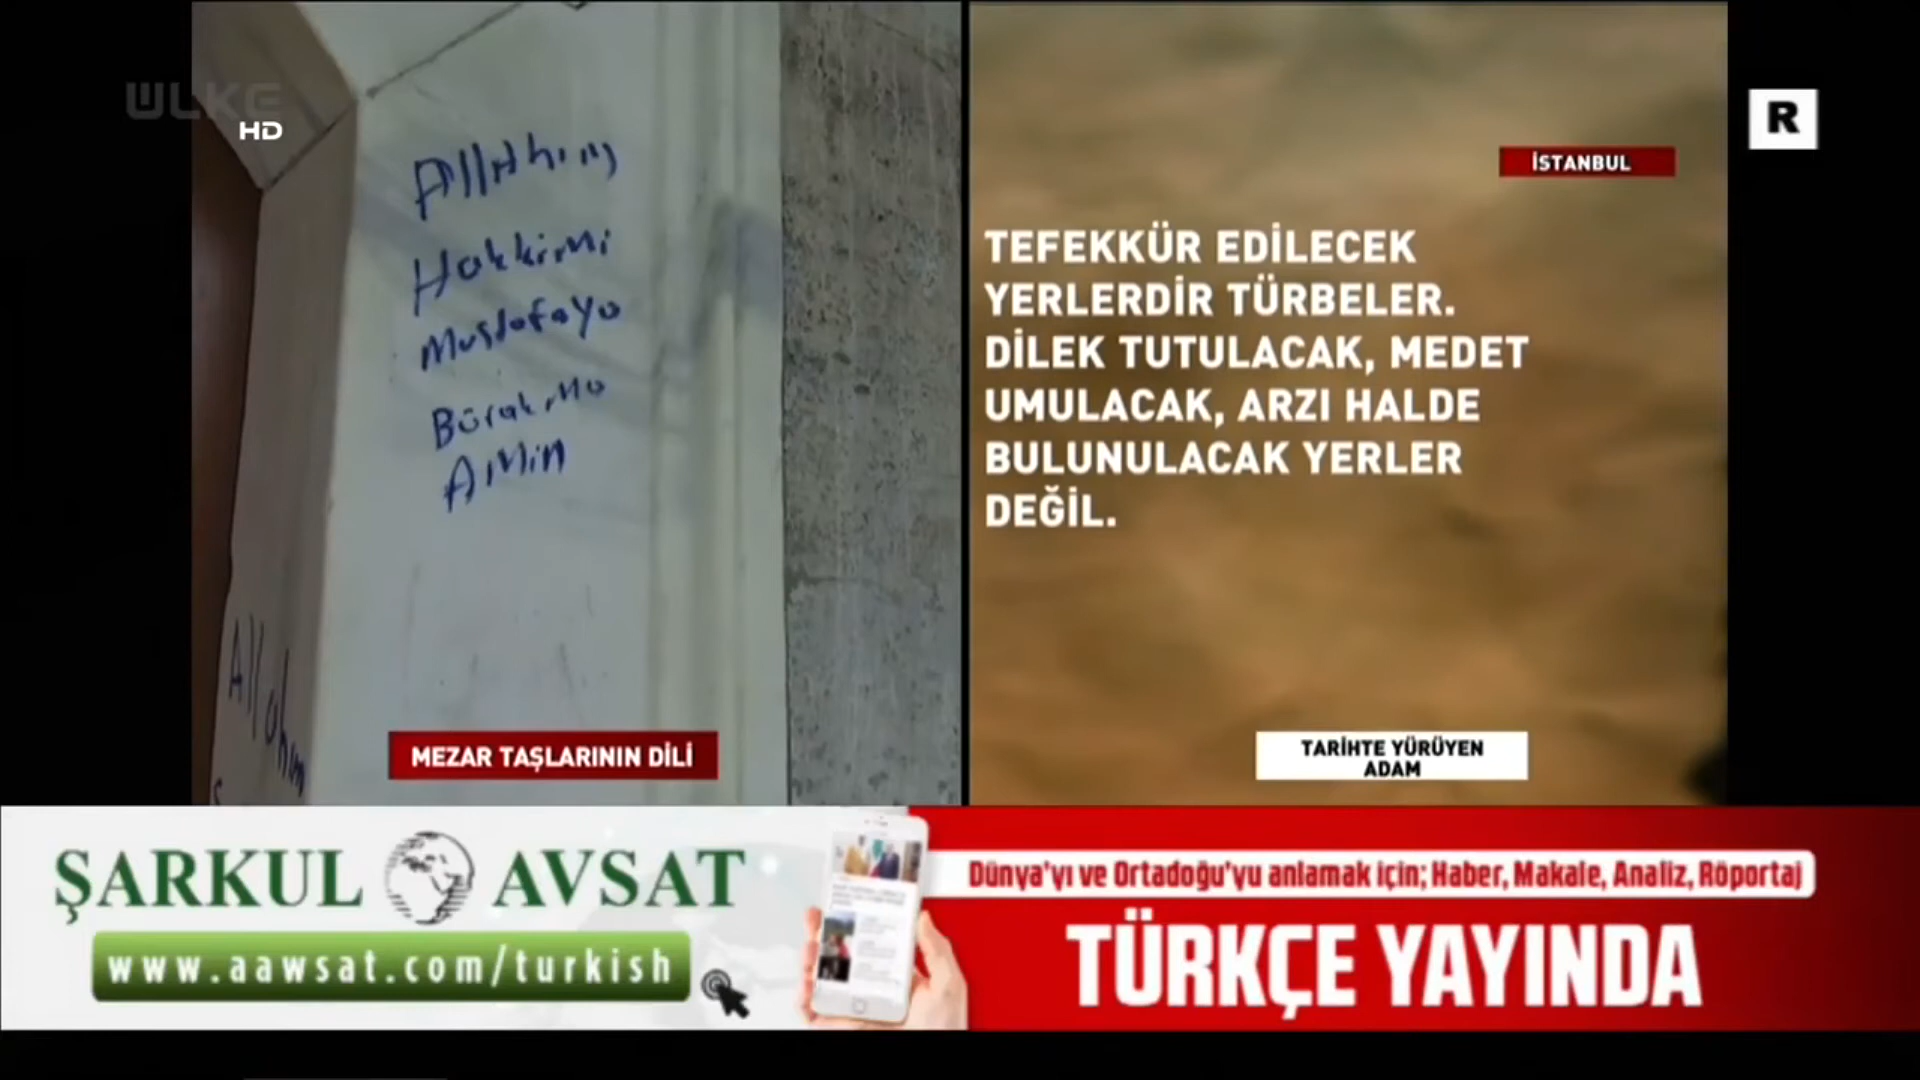 ÜLKE
HD
R
Allahım
Hakkimi
Mustafaya
Bürakma
Amin
Allahım
İSTANBUL
TEFEKKÜR EDİLECEK
YERLERDİR TÜRBELER.
DİLEK TUTULACAK, MEDET
UMULACAK, ARZI HALDE
BULUNULACAK YERLER
DEĞİL.
MEZAR TAŞLARININ DİLİ
TARİHTE YÜRÜYEN
ADAM
ŞARKUL AVSAT
www.aawsat.com/turkish
Dünya'yı ve Ortadoğu'yu anlamak için; Haber, Makale, Analiz, Röportaj
TÜRKÇE YAYINDA